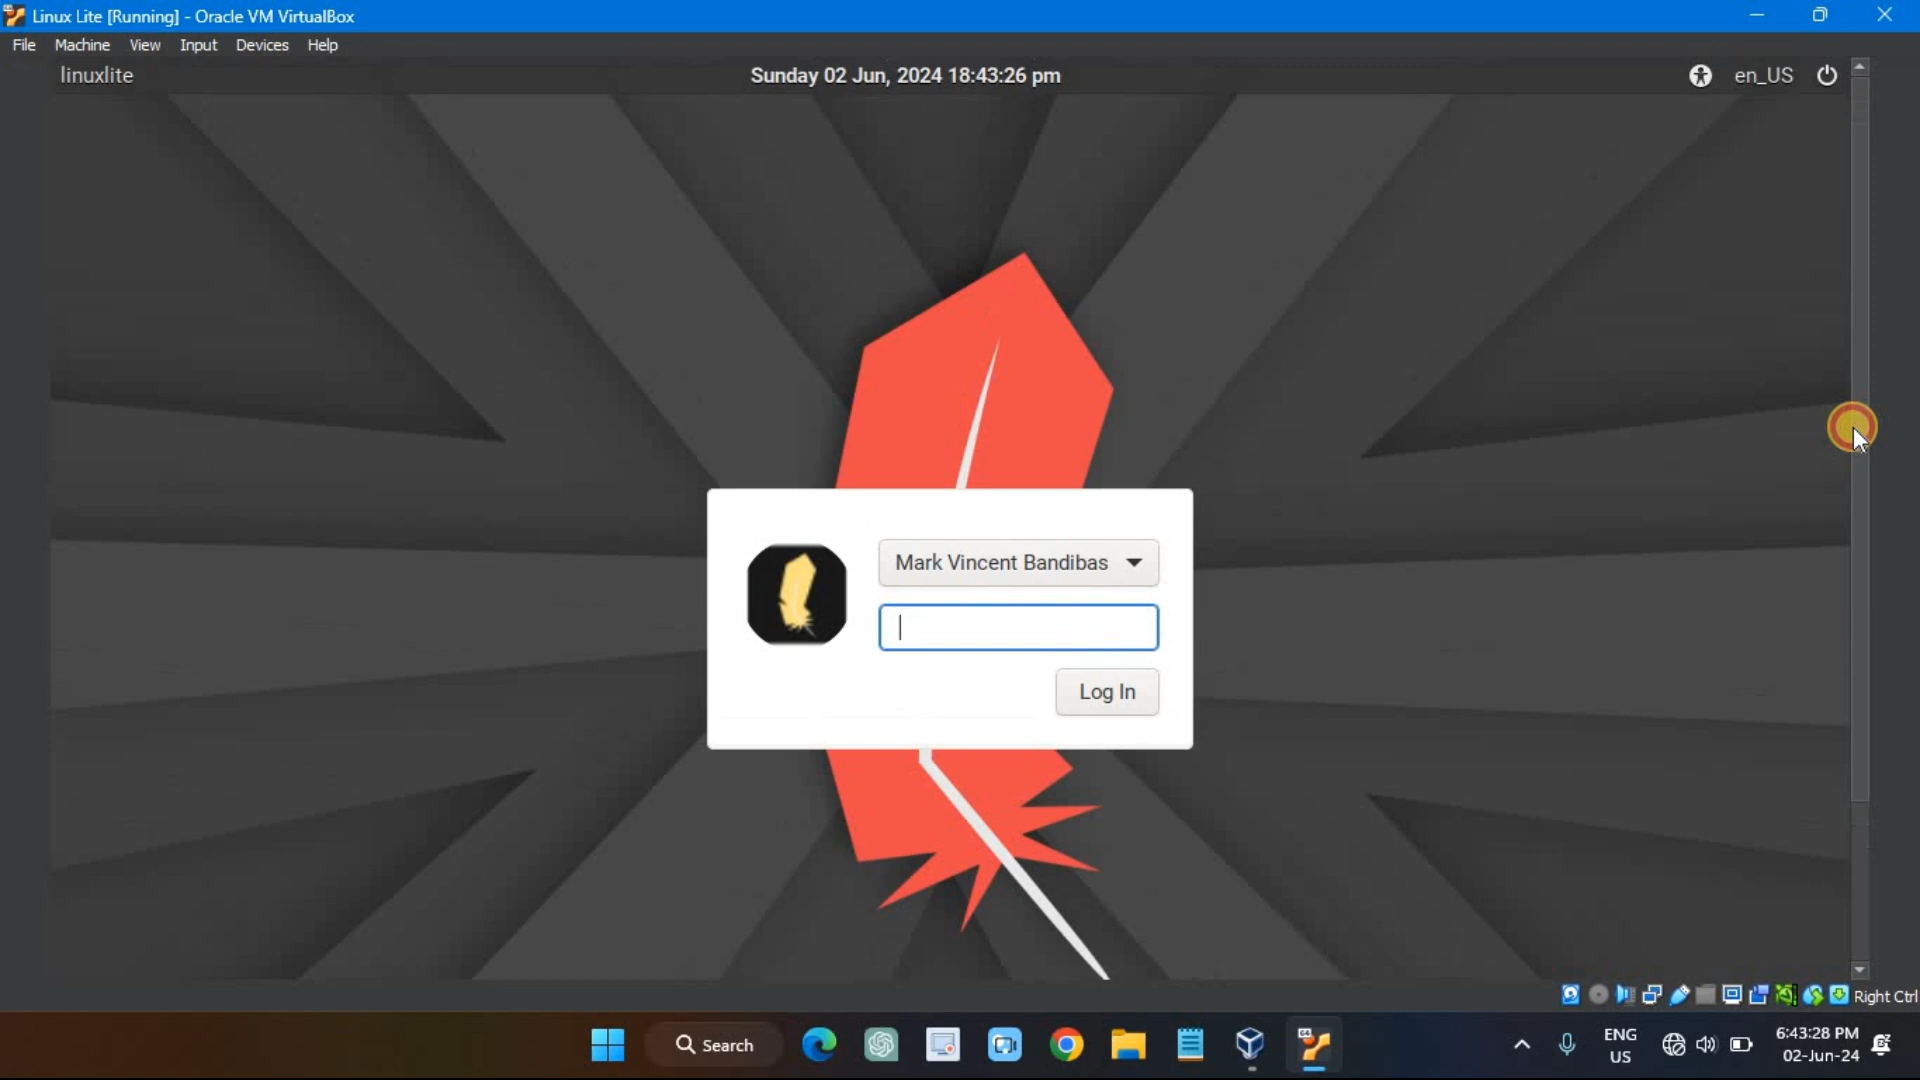 Linux Lite [Running] - Oracle VM VirtualBox
File Machine View Input Devices Help
linuxlite Sunday 02 Jun, 2024 18:43:26 pm en_US
Mark Vincent Bandibas
Log In
Right Ctrl
Search
64
ENG
US
6:43:28 PM
02-Jun-24